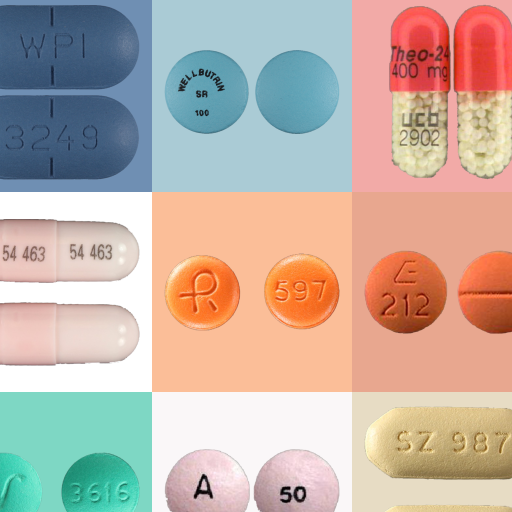 WPI
3249
WELLBUTRIN
SR
100
Theo-24
400 mg
ucb
2902
54 463 54 463
R
597
E
212
V
3616
A
50
SZ 987